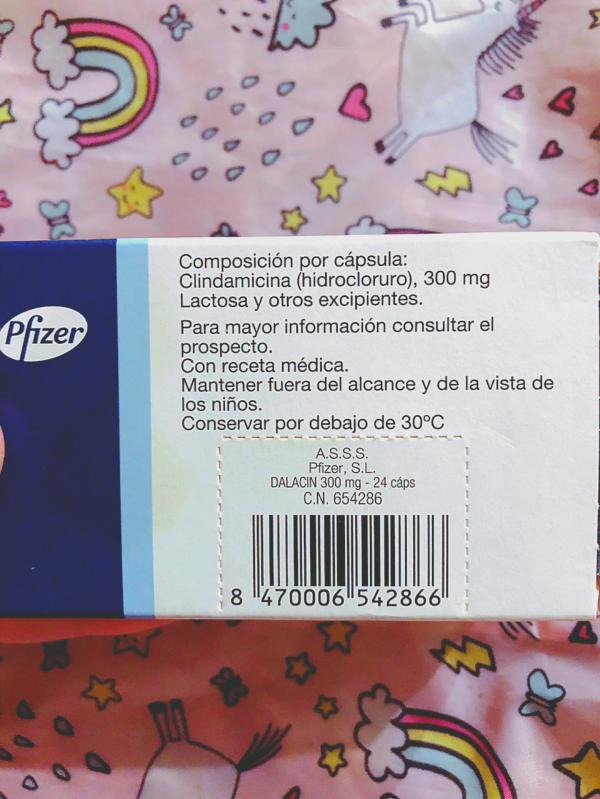 Pfizer
Composición por cápsula:
Clindamicina (hidrocloruro), 300 mg
Lactosa y otros excipientes.
Para mayor información consultar el
prospecto.
Con receta médica.
Mantener fuera del alcance y de la vista de
los niños.
Conservar por debajo de 30ºC
A.S.S.S.
Pfizer, S.L.
DALACIN 300 mg - 24 cáps
C.N. 654286
8 470006 542866